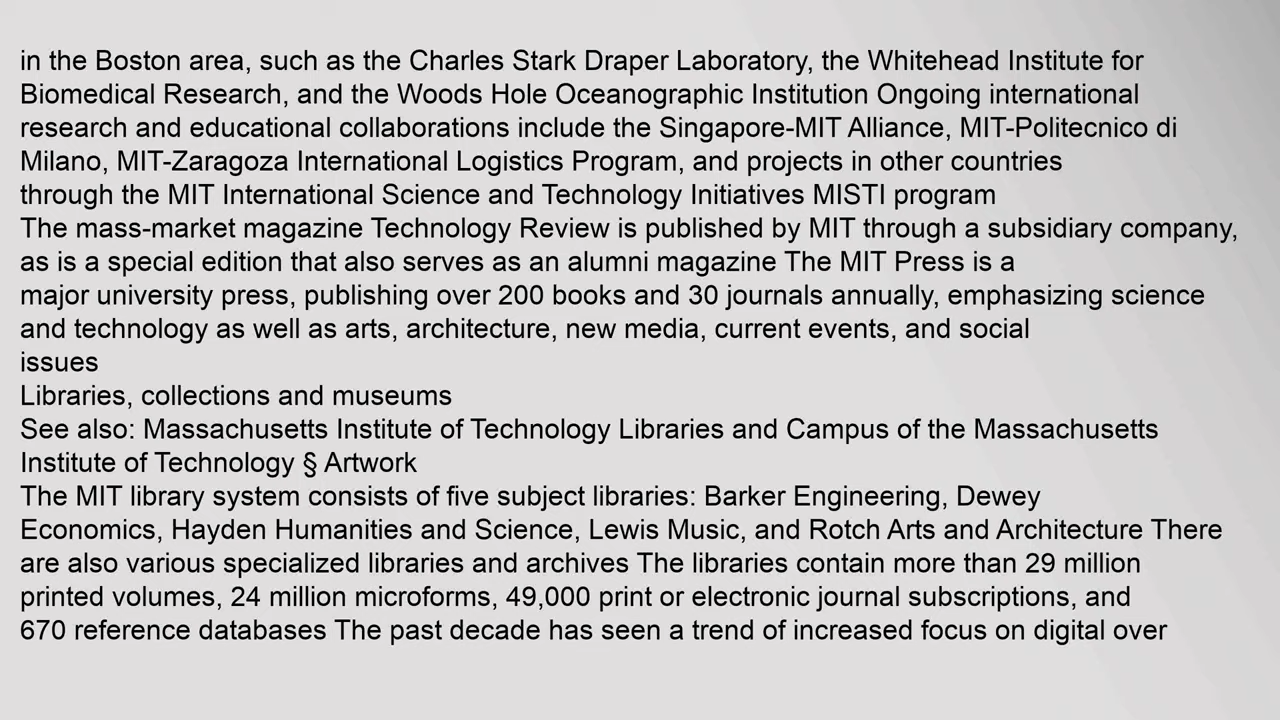 in the Boston area, such as the Charles Stark Draper Laboratory, the Whitehead Institute for
Biomedical Research, and the Woods Hole Oceanographic Institution Ongoing international
research and educational collaborations include the Singapore-MIT Alliance, MIT-Politecnico di
Milano, MIT-Zaragoza International Logistics Program, and projects in other countries
through the MIT International Science and Technology Initiatives MISTI program
The mass-market magazine Technology Review is published by MIT through a subsidiary company,
as is a special edition that also serves as an alumni magazine The MIT Press is a
major university press, publishing over 200 books and 30 journals annually, emphasizing science
and technology as well as arts, architecture, new media, current events, and social
issues
Libraries, collections and museums
See also: Massachusetts Institute of Technology Libraries and Campus of the Massachusetts
Institute of Technology § Artwork
The MIT library system consists of five subject libraries: Barker Engineering, Dewey
Economics, Hayden Humanities and Science, Lewis Music, and Rotch Arts and Architecture There
are also various specialized libraries and archives The libraries contain more than 29 million
printed volumes, 24 million microforms, 49,000 print or electronic journal subscriptions, and
670 reference databases The past decade has seen a trend of increased focus on digital over